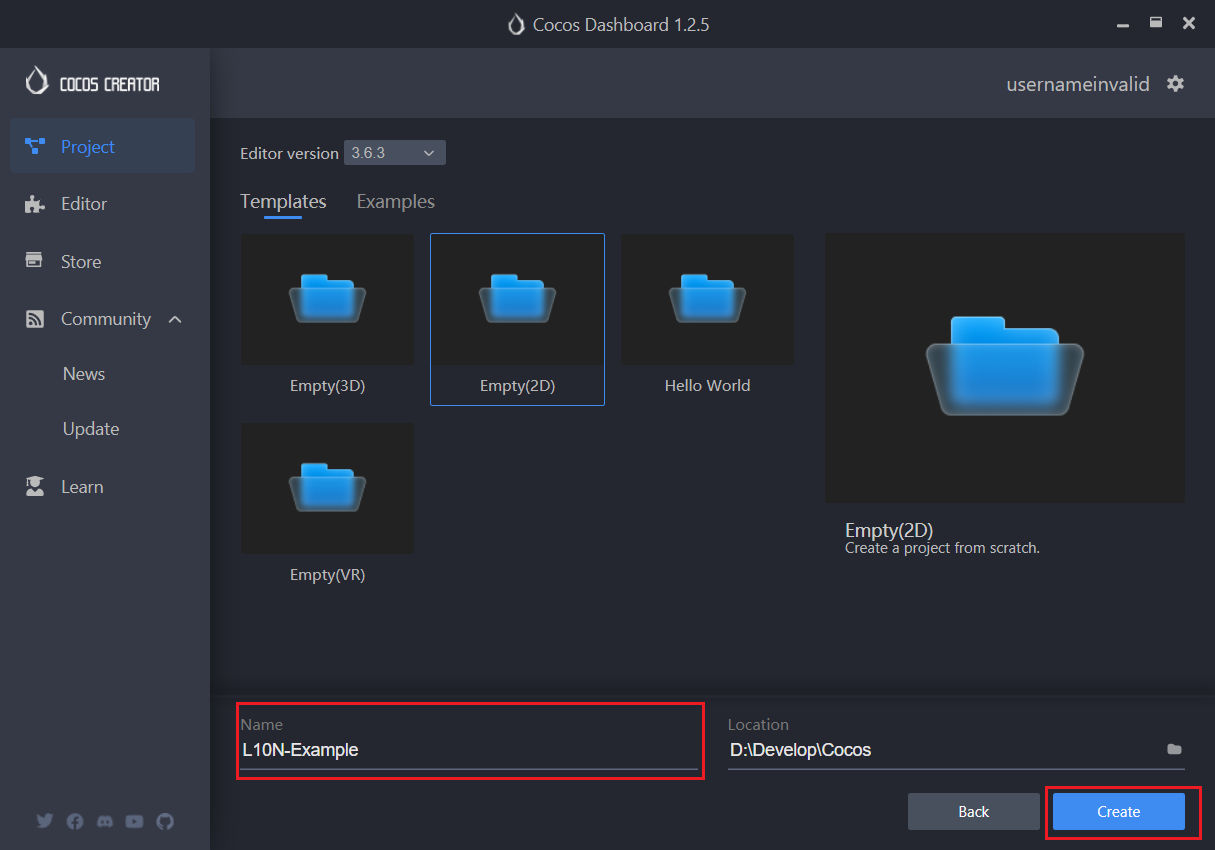 Cocos Dashboard 1.2.5
COCOS CREATOR
usernameinvalid
Project
Editor
Store
Community
News
Update
Learn
Editor version 3.6.3
Templates Examples
Empty(3D)
Empty(2D)
Hello World
Empty(VR)
Empty(2D)
Create a project from scratch.
Name
L10N-Example
Location
D:\Develop\Cocos
Back
Create